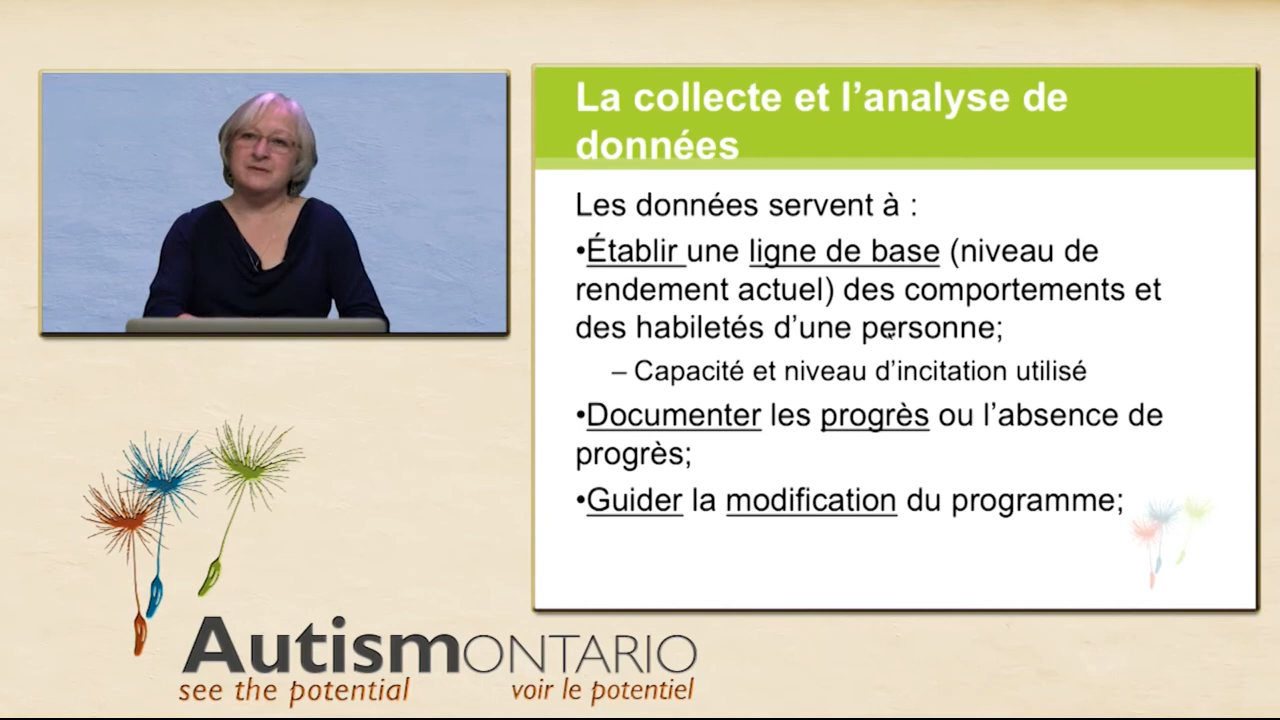 La collecte et l’analyse de
données
Les données servent à :
•Établir une ligne de base (niveau de
rendement actuel) des comportements et
des habiletés d’une personne;
– Capacité et niveau d’incitation utilisé
•Documenter les progrès ou l’absence de
progrès;
•Guider la modification du programme;
AutismONTARIO
see the potential voir le potentiel